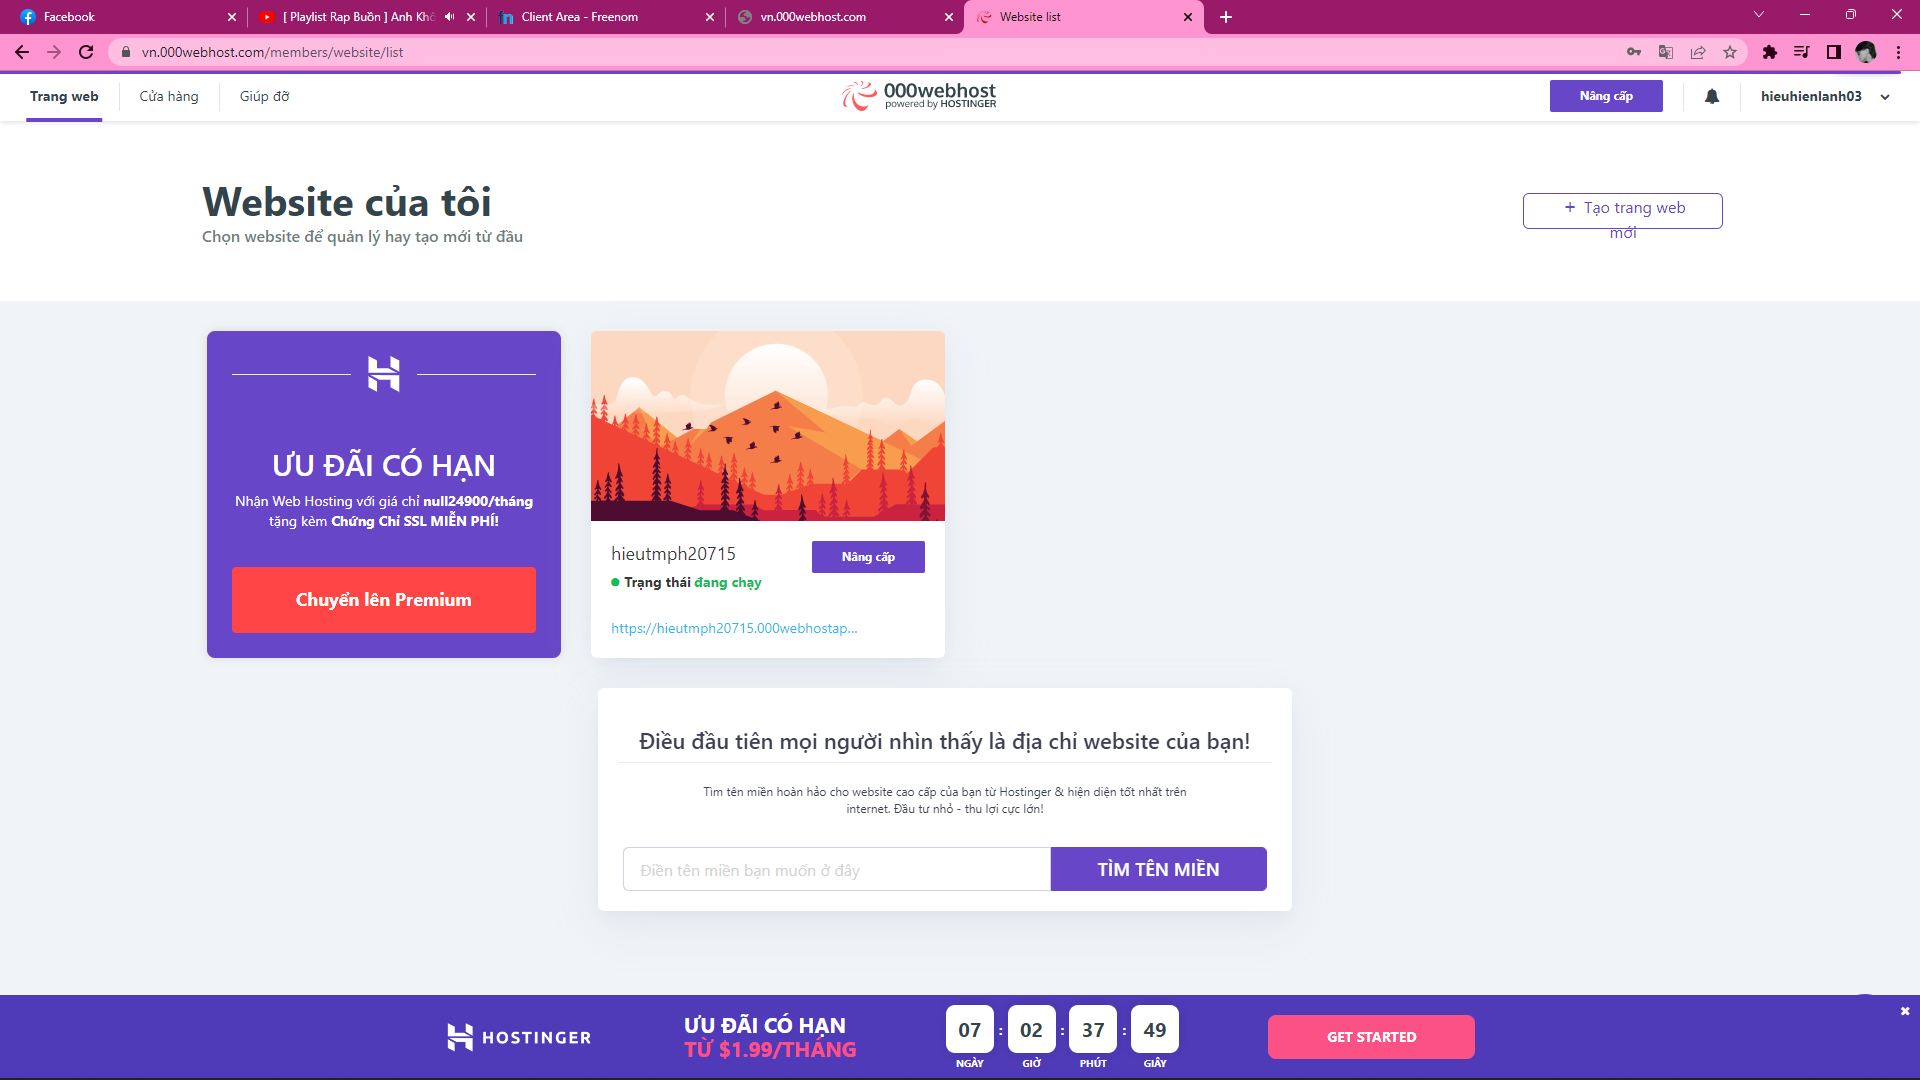 Facebook
[ Playlist Rap Buồn ] Anh Khô
Client Area - Freenom
vn.000webhost.com
Website list
vn.000webhost.com/members/website/list
Trang web
Cửa hàng
Giúp đỡ
000webhost
powered by HOSTINGER
Nâng cấp
hieuhienlanh03
Website của tôi
Chọn website để quản lý hay tạo mới từ đầu
+ Tạo trang web
mới
ƯU ĐÃI CÓ HẠN
Nhận Web Hosting với giá chỉ null24900/tháng
tặng kèm Chứng Chỉ SSL MIỄN PHÍ!
Chuyển lên Premium
hieutmph20715
Nâng cấp
Trạng thái đang chạy
https://hieutmph20715.000webhostap...
Điều đầu tiên mọi người nhìn thấy là địa chỉ website của bạn!
Tìm tên miền hoàn hảo cho website cao cấp của bạn từ Hostinger & hiện diện tốt nhất trên
internet. Đầu tư nhỏ - thu lợi cực lớn!
Điền tên miền bạn muốn ở đây
TÌM TÊN MIỀN
HOSTINGER
ƯU ĐÃI CÓ HẠN
TỪ $1.99/THÁNG
07 : 02 : 37 : 49
NGÀY GIỜ PHÚT GIÂY
GET STARTED